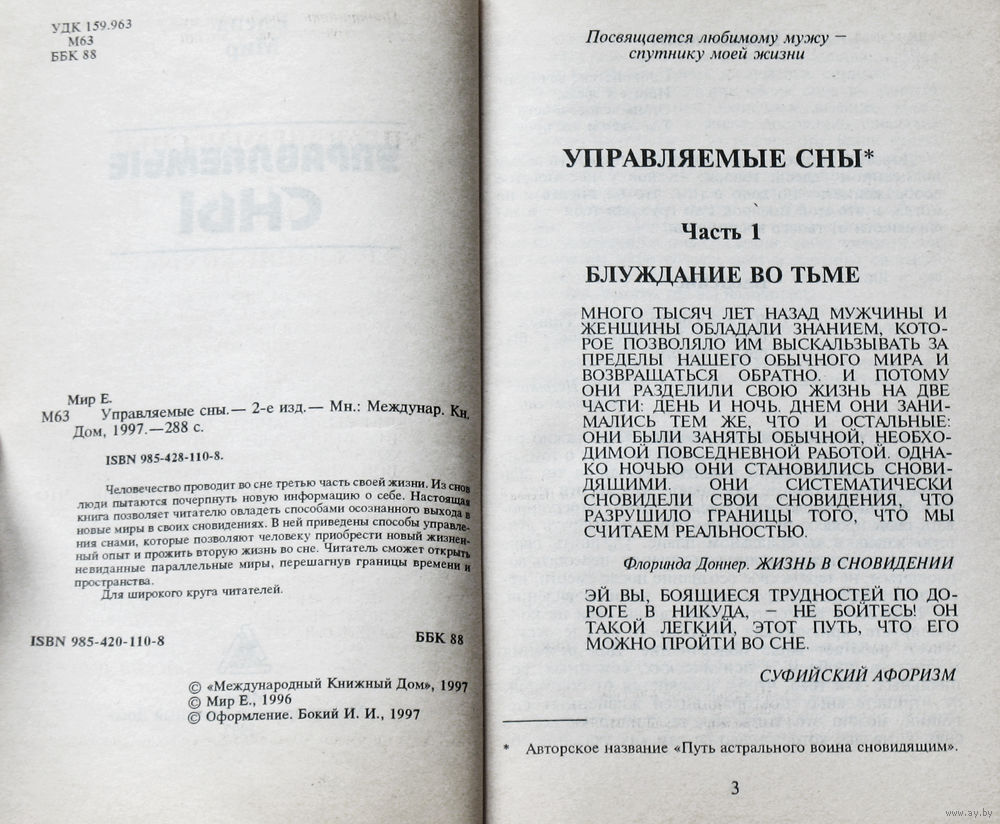 УДК 159.963
М63
ББК 88
УПРАВЛЯЕМЫЕ
СНЫ
Мир Е.
М63 Управляемые сны.— 2-е изд.— Мн.: Междунар. Кн.
Дом, 1997.—288 с.
ISBN 985-428-110-8.
Человечество проводит во сне третью часть своей жизни. Из снов
люди пытаются почерпнуть новую информацию о себе. Настоящая
книга позволяет читателю овладеть способами осознанного выхода в
новые миры в своих сновидениях. В ней приведены способы управле-
ния снами, которые позволяют человеку приобрести новый жизнен-
ный опыт и прожить вторую жизнь во сне. Читатель сможет открыть
невиданные параллельные миры, перешагнув границы времени и
пространства.
Для широкого круга читателей.
ISBN 985-420-110-8 ББК 88
© «Международный Книжный Дом», 1997
© Мир Е., 1996
© Оформление. Бокий И. И., 1997
Посвящается любимому мужу —
спутнику моей жизни
УПРАВЛЯЕМЫЕ СНЫ*
Часть 1
БЛУЖДАНИЕ ВО ТЬМЕ
МНОГО ТЫСЯЧ ЛЕТ НАЗАД МУЖЧИНЫ И
ЖЕНЩИНЫ ОБЛАДАЛИ ЗНАНИЕМ, КОТО-
РОЕ ПОЗВОЛЯЛО ИМ ВЫСКАЛЬЗЫВАТЬ ЗА
ПРЕДЕЛЫ НАШЕГО ОБЫЧНОГО МИРА И
ВОЗВРАЩАТЬСЯ ОБРАТНО. И ПОТОМУ
ОНИ РАЗДЕЛИЛИ СВОЮ ЖИЗНЬ НА ДВЕ
ЧАСТИ: ДЕНЬ И НОЧЬ. ДНЕМ ОНИ ЗАНИ-
МАЛИСЬ ТЕМ ЖЕ, ЧТО И ОСТАЛЬНЫЕ:
ОНИ БЫЛИ ЗАНЯТЫ ОБЫЧНОЙ, НЕОБХО-
ДИМОЙ ПОВСЕДНЕВНОЙ РАБОТОЙ. ОДНА-
КО НОЧЬЮ ОНИ СТАНОВИЛИСЬ СНОВИ-
ДЯЩИМИ. ОНИ СИСТЕМАТИЧЕСКИ
СНОВИДЕЛИ СВОИ СНОВИДЕНИЯ, ЧТО
РАЗРУШИЛО ГРАНИЦЫ ТОГО, ЧТО МЫ
СЧИТАЕМ РЕАЛЬНОСТЬЮ.
Флоринда Доннер. ЖИЗНЬ В СНОВИДЕНИИ
ЭЙ ВЫ, БОЯЩИЕСЯ ТРУДНОСТЕЙ ПО ДО-
РОГЕ В НИКУДА, — НЕ БОЙТЕСЬ! ОН
ТАКОЙ ЛЕГКИЙ, ЭТОТ ПУТЬ, ЧТО ЕГО
МОЖНО ПРОЙТИ ВО СНЕ.
СУФИЙСКИЙ АФОРИЗМ
* Авторское название «Путь астрального воина сновидящим».
3
www.ay.by